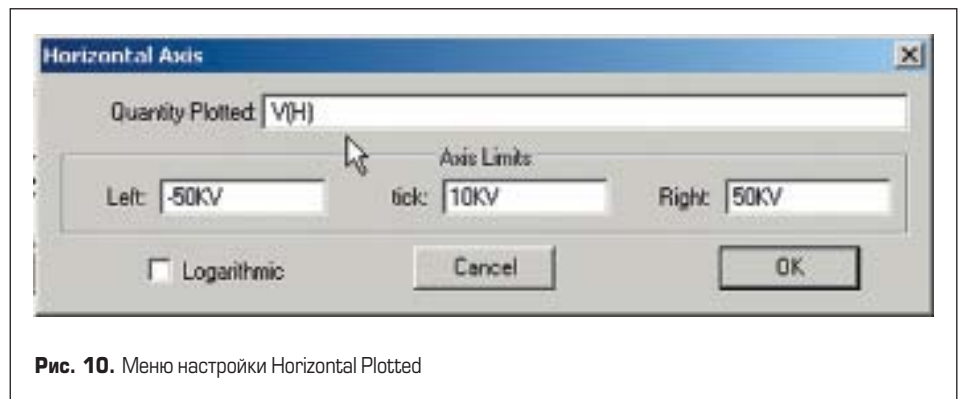 Horizontal Axis
Quantity Plotted: V(H)
Axis Limits
Left: -50KV tick: 10KV Right: 50KV
Logarithmic Cancel OK
Рис. 10. Меню настройки Horizontal Plotted